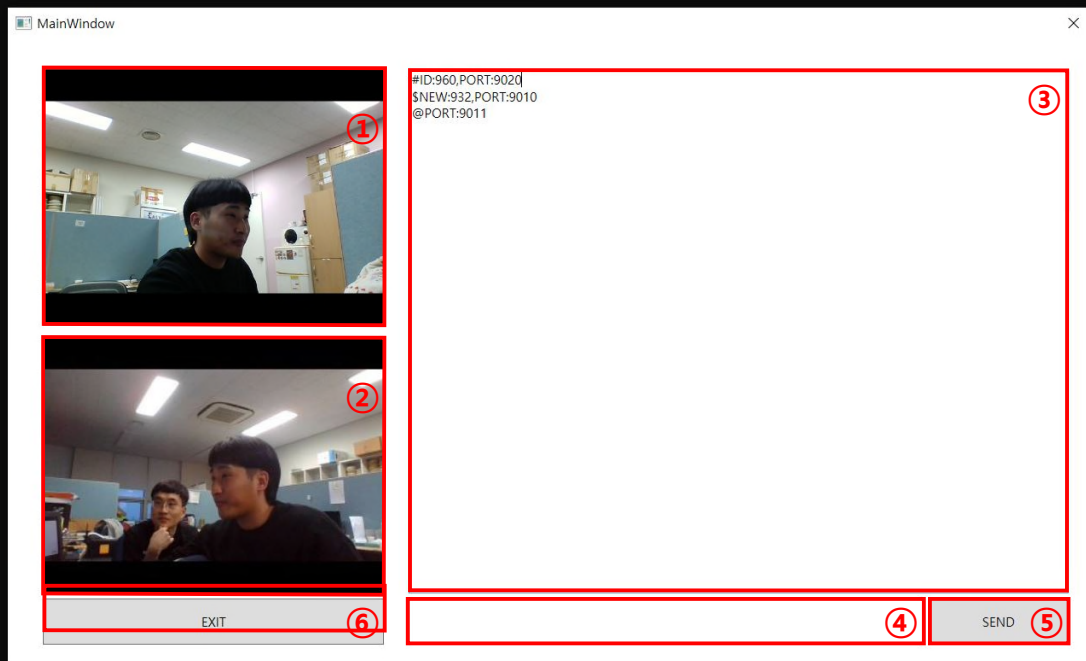 MainWindow
①
②
#ID:960,PORT:9020
$NEW:932,PORT:9010
@PORT:9011
③
EXIT
⑥
④
SEND
⑤